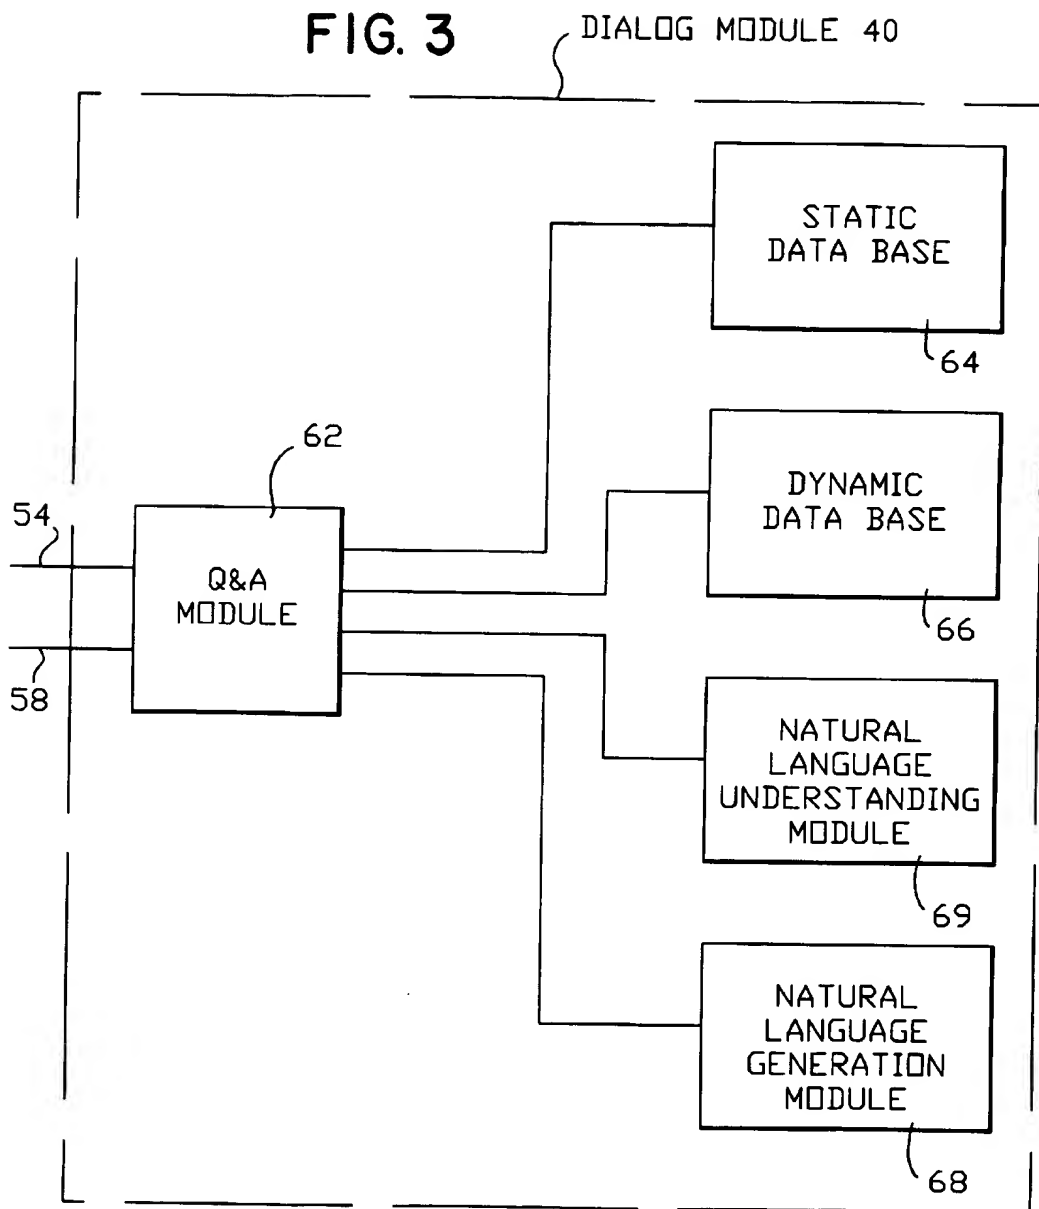 FIG. 3
DIALOG MODULE 40
STATIC
DATA BASE
64
62
DYNAMIC
DATA BASE
66
54
Q&A
MODULE
58
NATURAL
LANGUAGE
UNDERSTANDING
MODULE
69
NATURAL
LANGUAGE
GENERATION
MODULE
68